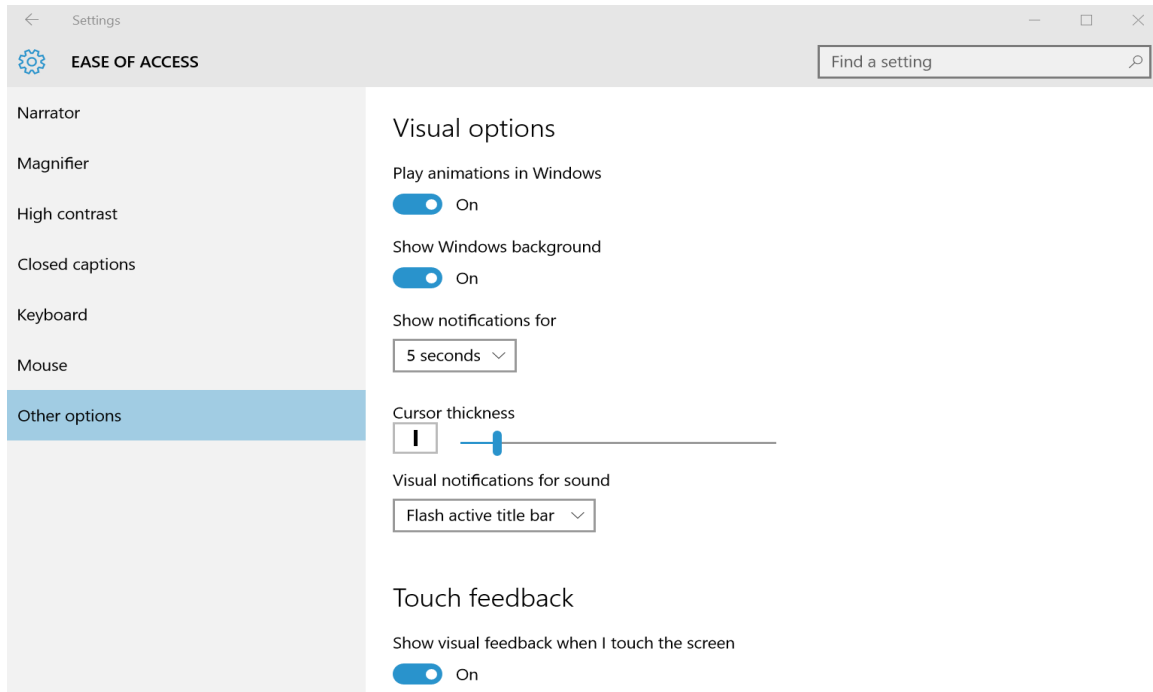 Settings
EASE OF ACCESS
Find a setting
Narrator
Magnifier
High contrast
Closed captions
Keyboard
Mouse
Other options
Visual options
Play animations in Windows
On
Show Windows background
On
Show notifications for
5 seconds
Cursor thickness
Visual notifications for sound
Flash active title bar
Touch feedback
Show visual feedback when I touch the screen
On